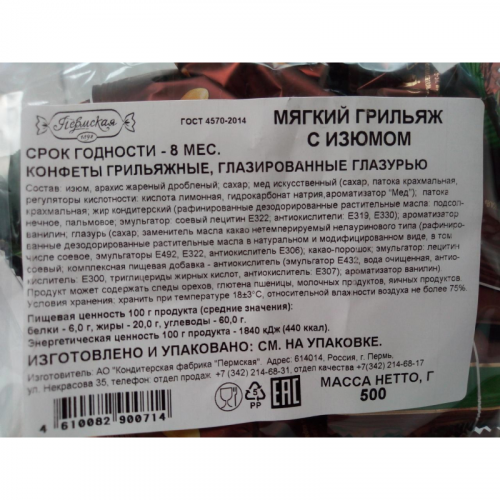 Пермская
ГОСТ 4570-2014
МЯГКИЙ ГРИЛЬЯЖ
С ИЗЮМОМ
СРОК ГОДНОСТИ - 8 МЕС.
КОНФЕТЫ ГРИЛЬЯЖНЫЕ, ГЛАЗИРОВАННЫЕ ГЛАЗУРЬЮ
Состав: изюм, арахис жареный дробленый; сахар; мед искусственный (сахар, патока крахмальная,
регуляторы кислотности: кислота лимонная, гидрокарбонат натрия, ароматизатор "Мед"), патока
крахмальная, жир кондитерский (рафинированные дезодорированные растительные масла: подсол-
нечное, пальмовое, эмульгаторы: соевый лецитин Е322, антиокислители: Е319, Е330); ароматизатор
ванилин; глазурь (сахар, заменитель масла какао нетемперируемый нелауринового типа (рафиниро-
ванные дезодорированные растительные масла в натуральном и модифицированном виде, в том
числе соевое, эмульгаторы Е492, Е322, антиокислитель Е306); какао-порошок; эмульгатор: лецитин
соевый; комплексная пищевая добавка - антиокислитель (эмульгатор Е432, вода очищенная, антио-
кислитель: Е300, триглицериды жирных кислот, антиокислитель: Е307); ароматизатор ванилин)
Продукт может содержать следы орехов, глютена пшеницы, молочных продуктов, яичных продуктов.
Условия хранения: хранить при температуре 18±3°С, относительной влажности воздуха не более 75%.
Пищевая ценность 100 г продукта (средние значения):
белки - 6,0 г, жиры - 20,0 г, углеводы - 60,0 г.
Энергетическая ценность 100 г продукта - 1840 кДж (440 ккал).
ИЗГОТОВЛЕНО И УПАКОВАНО: СМ. НА УПАКОВКЕ.
Изготовитель: АО "Кондитерская фабрика "Пермская". Адрес: 614014, Россия, г. Пермь,
ул. Некрасова 35, телефон: отдел продаж +7 (342) 214-68-31, отдел качества +7 (342) 214-68-17
4 610082 900714
PP
EAC
МАССА НЕТТО, Г
500